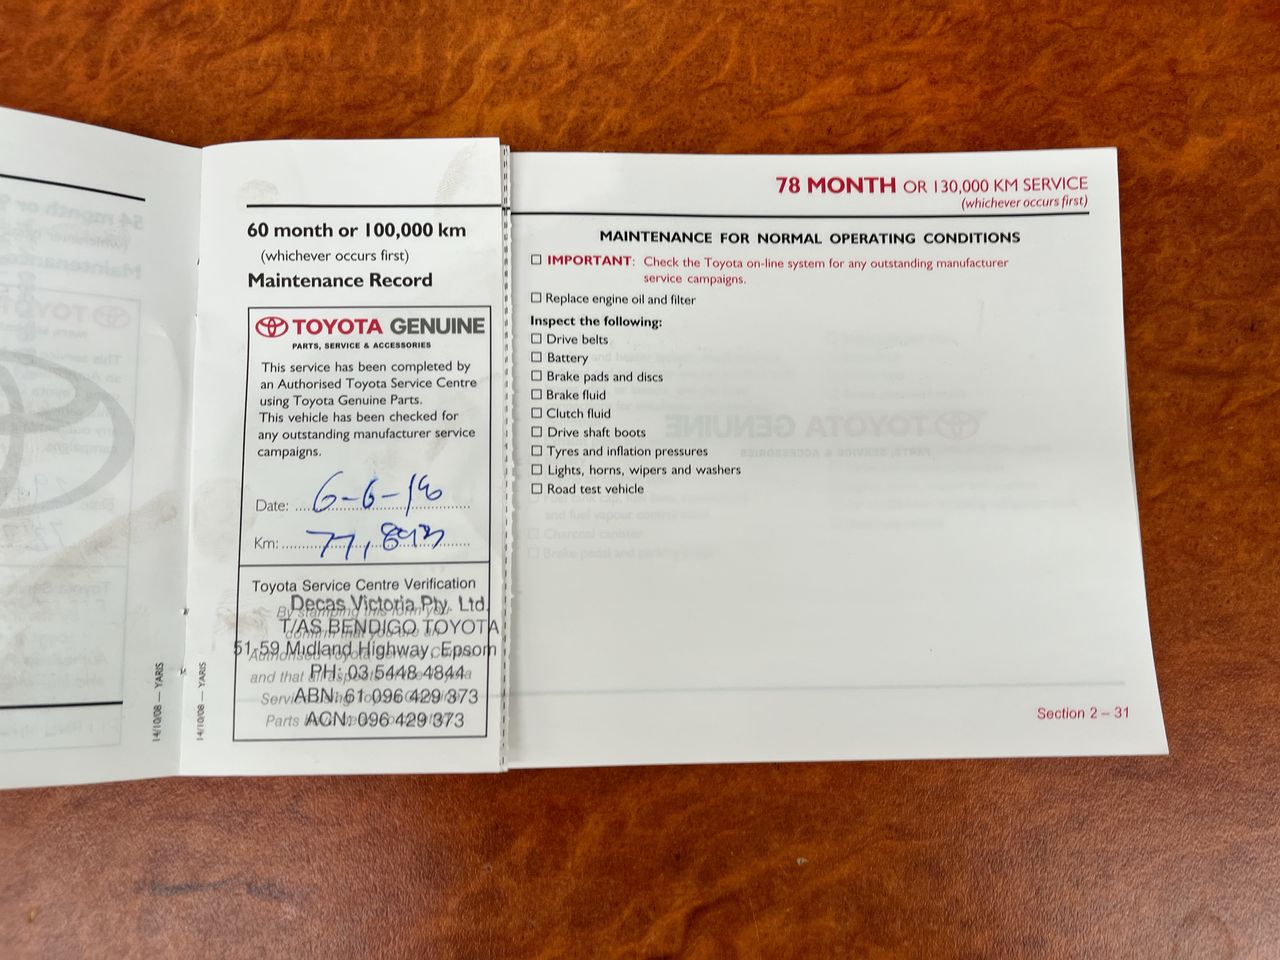 60 month or 100,000 km
(whichever occurs first)
Maintenance Record
TOYOTA GENUINE
PARTS, SERVICE & ACCESSORIES
This service has been completed by
an Authorised Toyota Service Centre
using Toyota Genuine Parts.
This vehicle has been checked for
any outstanding manufacturer service
campaigns.
Date: 6-6-16
Km: 77,893
Toyota Service Centre Verification
Decas Victoria Pty. Ltd.
T/AS BENDIGO TOYOTA
51-59 Midland Highway, Epsom
PH: 03 5448 4844
ABN: 61 096 429 373
ACN: 096 429 373
14/10/08 — YARIS
14/10/08 — YARIS
78 MONTH OR 130,000 KM SERVICE
(whichever occurs first)
MAINTENANCE FOR NORMAL OPERATING CONDITIONS
IMPORTANT: Check the Toyota on-line system for any outstanding manufacturer
service campaigns.
Replace engine oil and filter
Inspect the following:
Drive belts
Battery
Brake pads and discs
Brake fluid
Clutch fluid
Drive shaft boots
Tyres and inflation pressures
Lights, horns, wipers and washers
Road test vehicle
Section 2 – 31